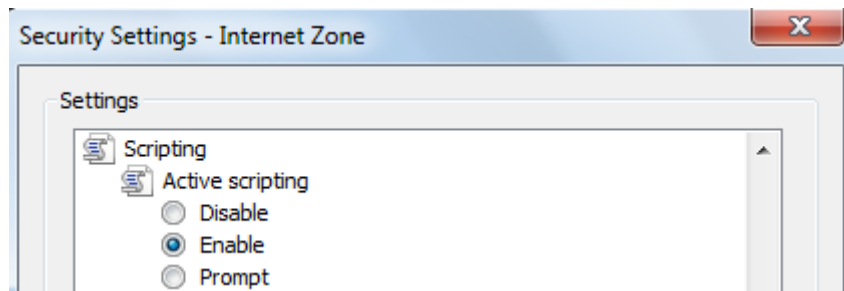 Security Settings - Internet Zone
Settings
Scripting
Active scripting
Disable
Enable
Prompt